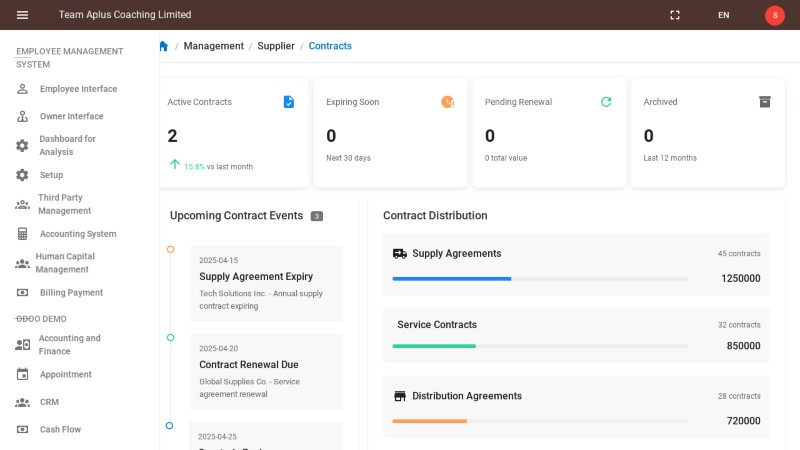 Team Aplus Coaching Limited
EN
S
EMPLOYEE MANAGEMENT
SYSTEM
Employee Interface
Owner Interface
Dashboard for
Analysis
Setup
Third Party
Management
Accounting System
Human Capital
Management
Billing Payment
ODOO DEMO
Accounting and
Finance
Appointment
CRM
Cash Flow
/ Management / Supplier / Contracts
Active Contracts
2
15.8% vs last month
Expiring Soon
0
Next 30 days
Pending Renewal
0
0 total value
Archived
0
Last 12 months
Upcoming Contract Events 3
2025-04-15
Supply Agreement Expiry
Tech Solutions Inc. - Annual supply
contract expiring
2025-04-20
Contract Renewal Due
Global Supplies Co. - Service
agreement renewal
2025-04-25
Contract Distribution
Supply Agreements
45 contracts
1250000
Service Contracts
32 contracts
850000
Distribution Agreements
28 contracts
720000